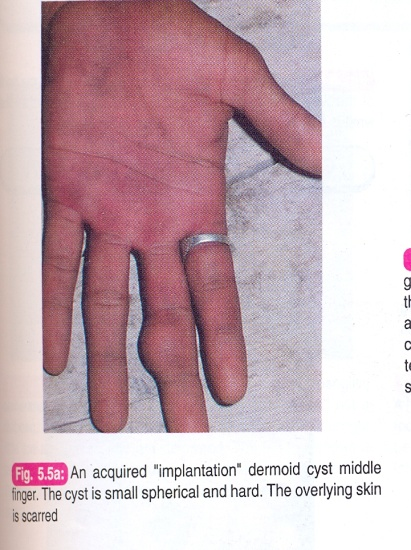 Fig. 5.5a: An acquired "implantation" dermoid cyst middle
finger. The cyst is small spherical and hard. The overlying skin
is scarred